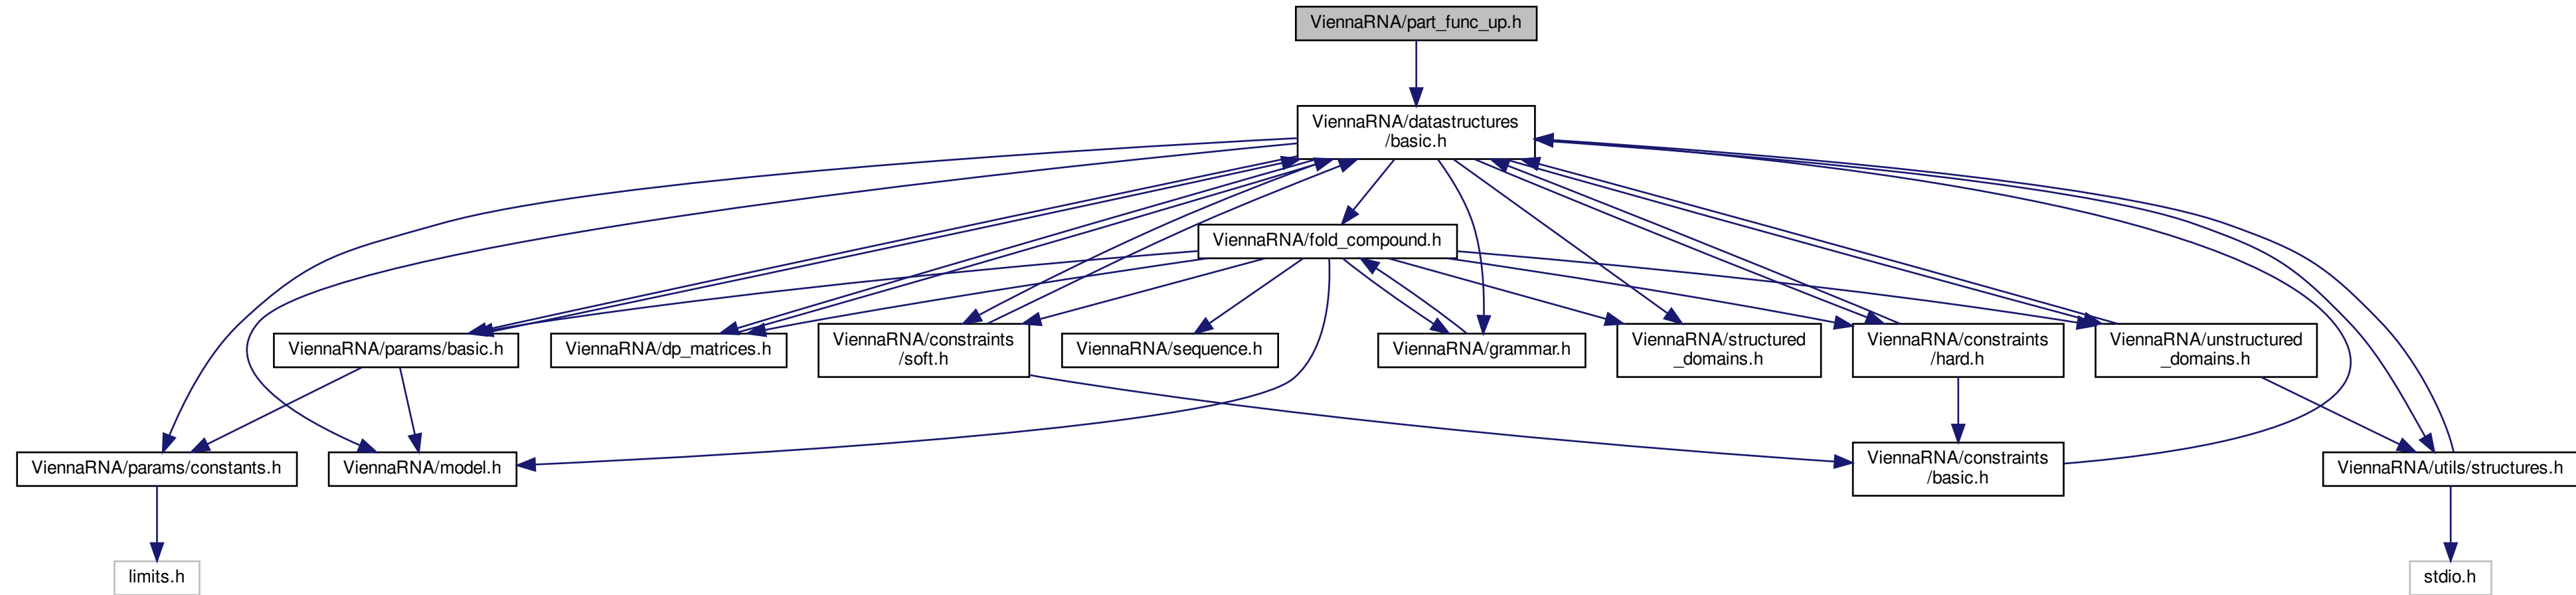 ViennaRNA/part_func_up.h
ViennaRNA/datastructures
/basic.h
ViennaRNA/fold_compound.h
ViennaRNA/params/basic.h
ViennaRNA/dp_matrices.h
ViennaRNA/constraints
/soft.h
ViennaRNA/sequence.h
ViennaRNA/grammar.h
ViennaRNA/structured
_domains.h
ViennaRNA/constraints
/hard.h
ViennaRNA/unstructured
_domains.h
ViennaRNA/params/constants.h
ViennaRNA/model.h
ViennaRNA/constraints
/basic.h
ViennaRNA/utils/structures.h
limits.h
stdio.h